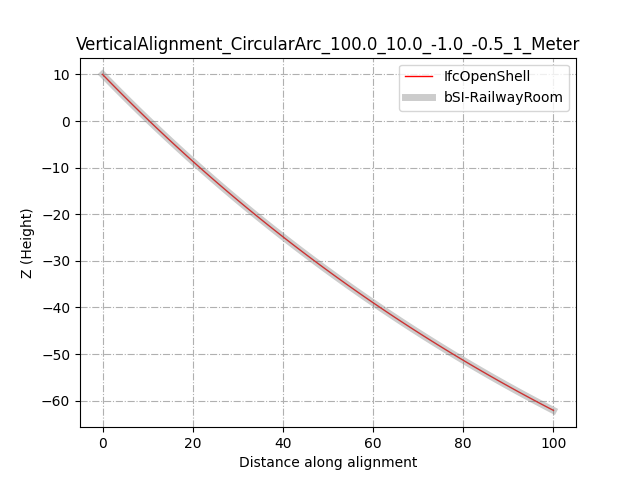 VerticalAlignment_CircularArc_100.0_10.0_-1.0_-0.5_1_Meter
IfcOpenShell
bSI-RailwayRoom
10
0
−10
−20
−30
−40
−50
−60
Z (Height)
0 20 40 60 80 100
Distance along alignment